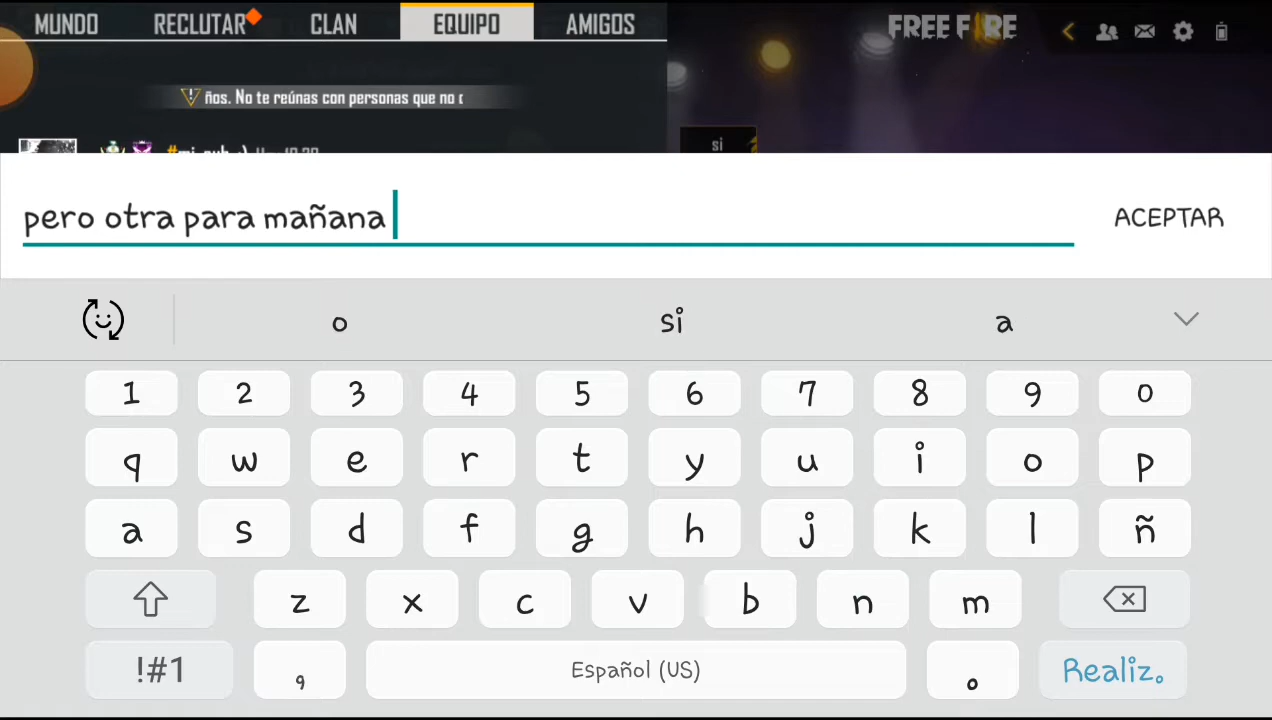 MUNDO RECLUTAR CLAN EQUIPO AMIGOS FREE FIRE
ños. No te reúnas con personas que no
si
pero otra para mañana ACEPTAR
o si a
1 2 3 4 5 6 7 8 9 0
q w e r t y u i o p
a s d f g h j k l ñ
z x c v b n m
!#1 , Español (US) . Realiz.